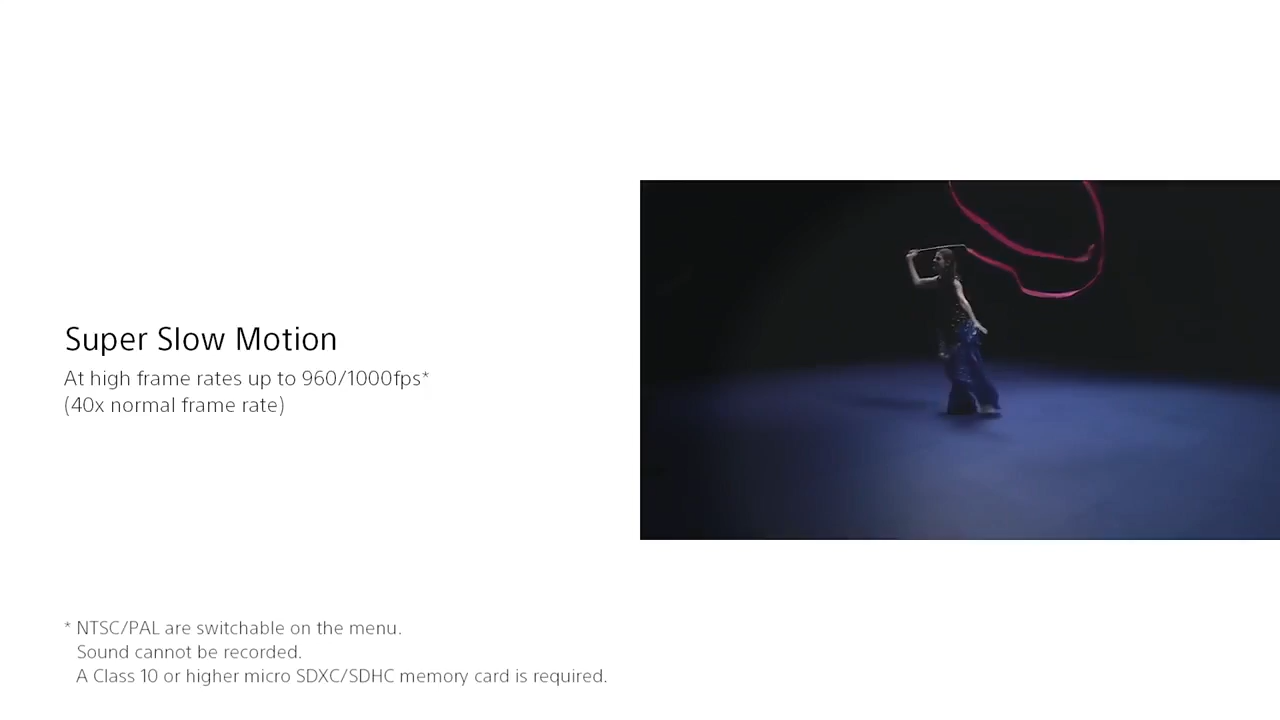 Super Slow Motion
At high frame rates up to 960/1000fps*
(40x normal frame rate)
* NTSC/PAL are switchable on the menu.
Sound cannot be recorded.
A Class 10 or higher micro SDXC/SDHC memory card is required.